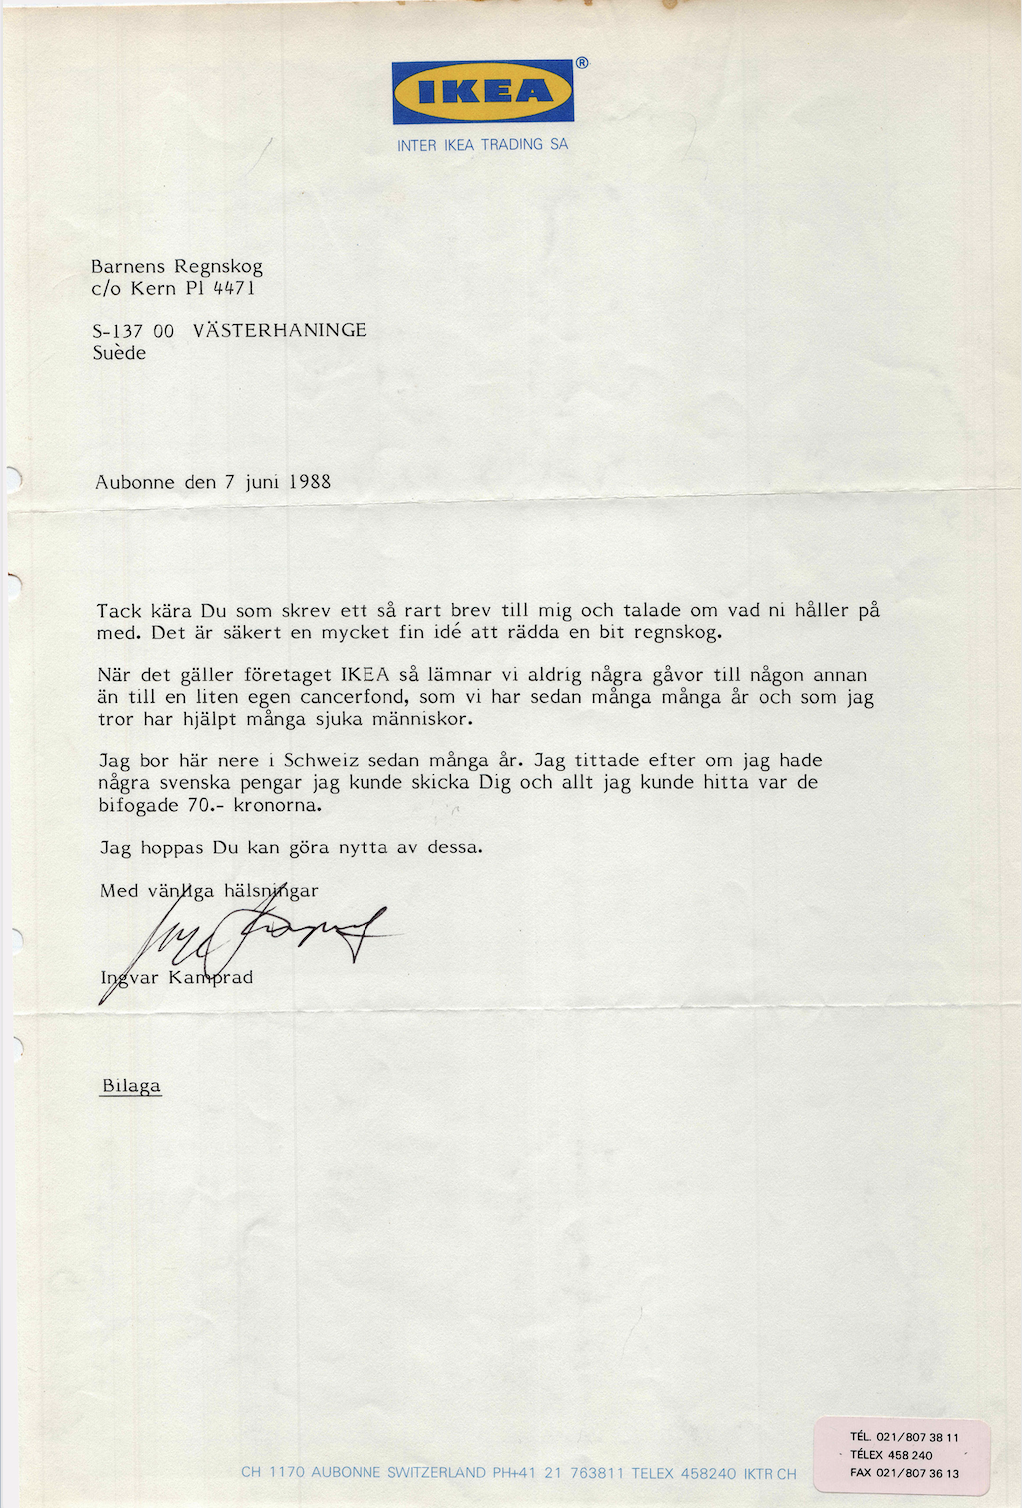 IKEA ®
INTER IKEA TRADING SA
Barnens Regnskog
c/o Kern Pl 4471
S-137 00 VÄSTERHANINGE
Suède
Aubonne den 7 juni 1988
Tack kära Du som skrev ett så rart brev till mig och talade om vad ni håller på
med. Det är säkert en mycket fin idé att rädda en bit regnskog.
När det gäller företaget IKEA så lämnar vi aldrig några gåvor till någon annan
än till en liten egen cancerfond, som vi har sedan många många år och som jag
tror har hjälpt många sjuka människor.
Jag bor här nere i Schweiz sedan många år. Jag tittade efter om jag hade
några svenska pengar jag kunde skicka Dig och allt jag kunde hitta var de
bifogade 70.- kronorna.
Jag hoppas Du kan göra nytta av dessa.
Med vänliga hälsningar
Ingvar Kamprad
Bilaga
TÉL. 021/807 38 11
TÉLEX 458 240
FAX 021/807 36 13
CH 1170 AUBONNE SWITZERLAND PH+41 21 763811 TELEX 458240 IKTR CH